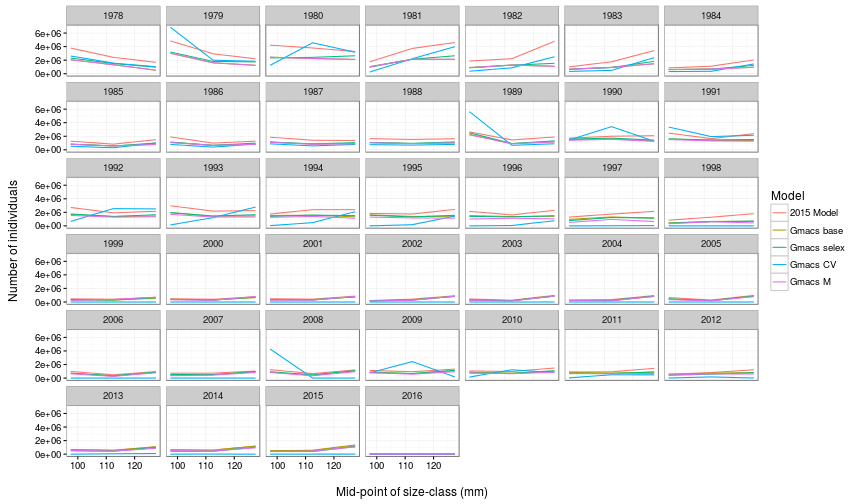 1978 1979 1980 1981 1982 1983 1984
6e+06
4e+06
2e+06
0e+00
1985 1986 1987 1988 1989 1990 1991
6e+06
4e+06
2e+06
0e+00
1992 1993 1994 1995 1996 1997 1998
6e+06
4e+06
2e+06
0e+00
1999 2000 2001 2002 2003 2004 2005
6e+06
4e+06
2e+06
0e+00
2006 2007 2008 2009 2010 2011 2012
6e+06
4e+06
2e+06
0e+00
2013 2014 2015 2016
6e+06
4e+06
2e+06
0e+00
100 110 120 100 110 120 100 110 120 100 110 120
Mid-point of size-class (mm)
Number of inidividuals
Model
2015 Model
Gmacs base
Gmacs selex
Gmacs CV
Gmacs M